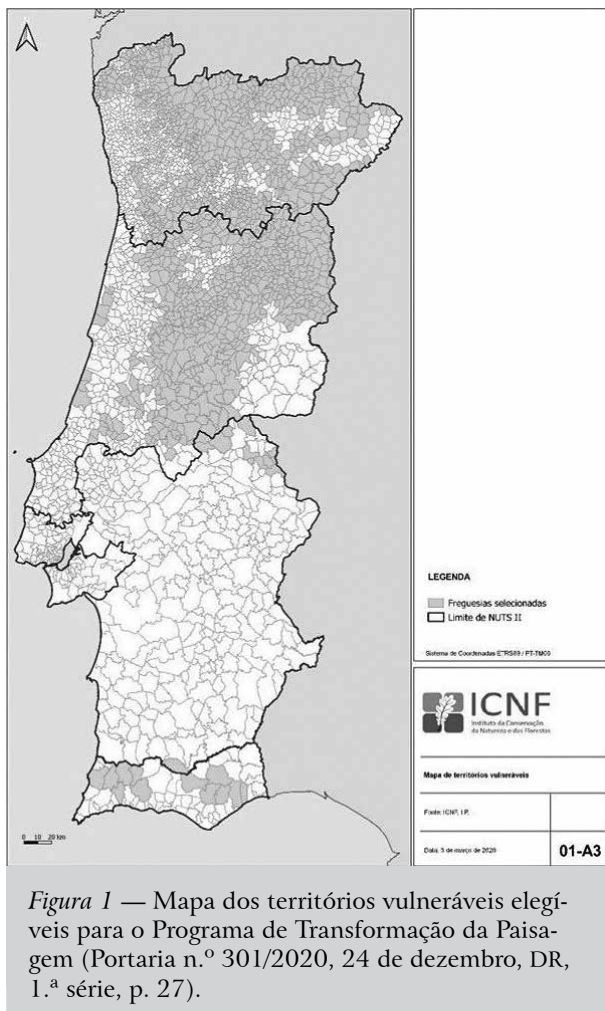 N
LEGENDA
Freguesias selecionadas
Limite de NUTS II
Sistema de Coordenadas ETRS89 / PT-TM06
ICNF
Instituto da Conservação
da Natureza e das Florestas
Mapa de territórios vulneráveis
Fonte: ICNF, I.P.
Data: 5 de março de 2020
01-A3
0 10 20 km
Figura 1 — Mapa dos territórios vulneráveis elegí-
veis para o Programa de Transformação da Paisa-
gem (Portaria n.º 301/2020, 24 de dezembro, DR,
1.ª série, p. 27).